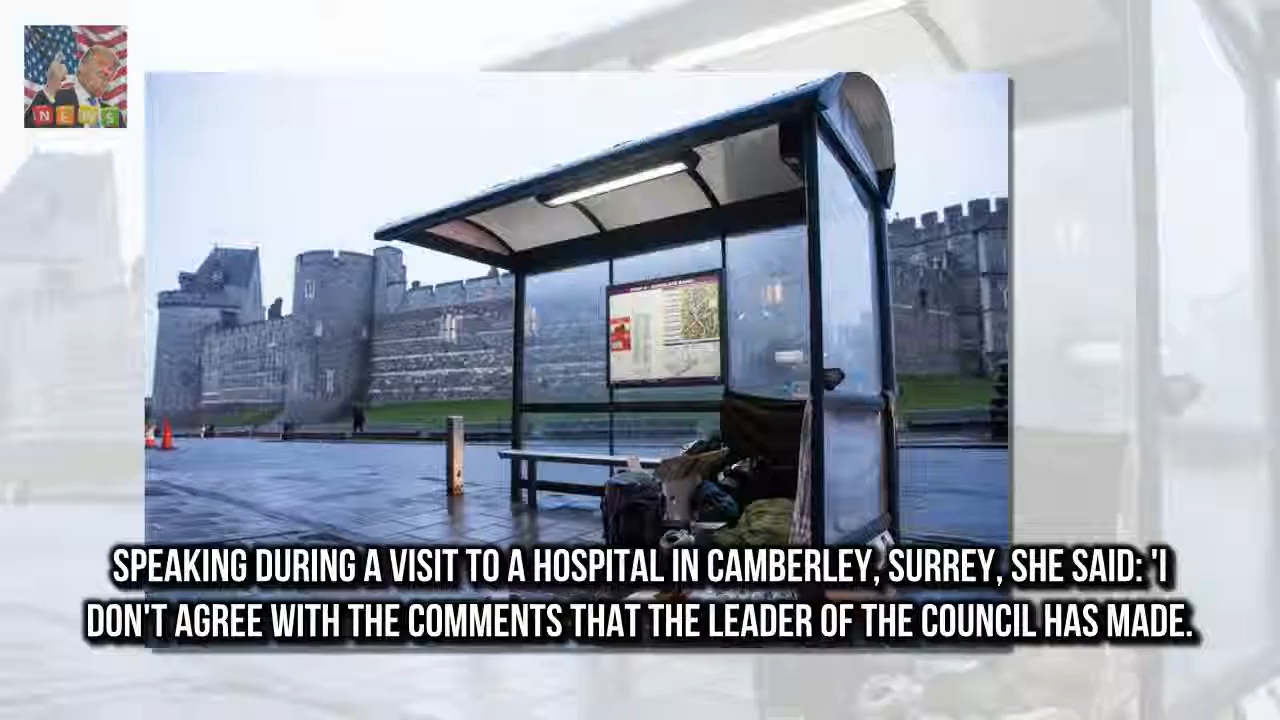 NEWS
SPEAKING DURING A VISIT TO A HOSPITAL IN CAMBERLEY, SURREY, SHE SAID: 'I
DON'T AGREE WITH THE COMMENTS THAT THE LEADER OF THE COUNCIL HAS MADE.